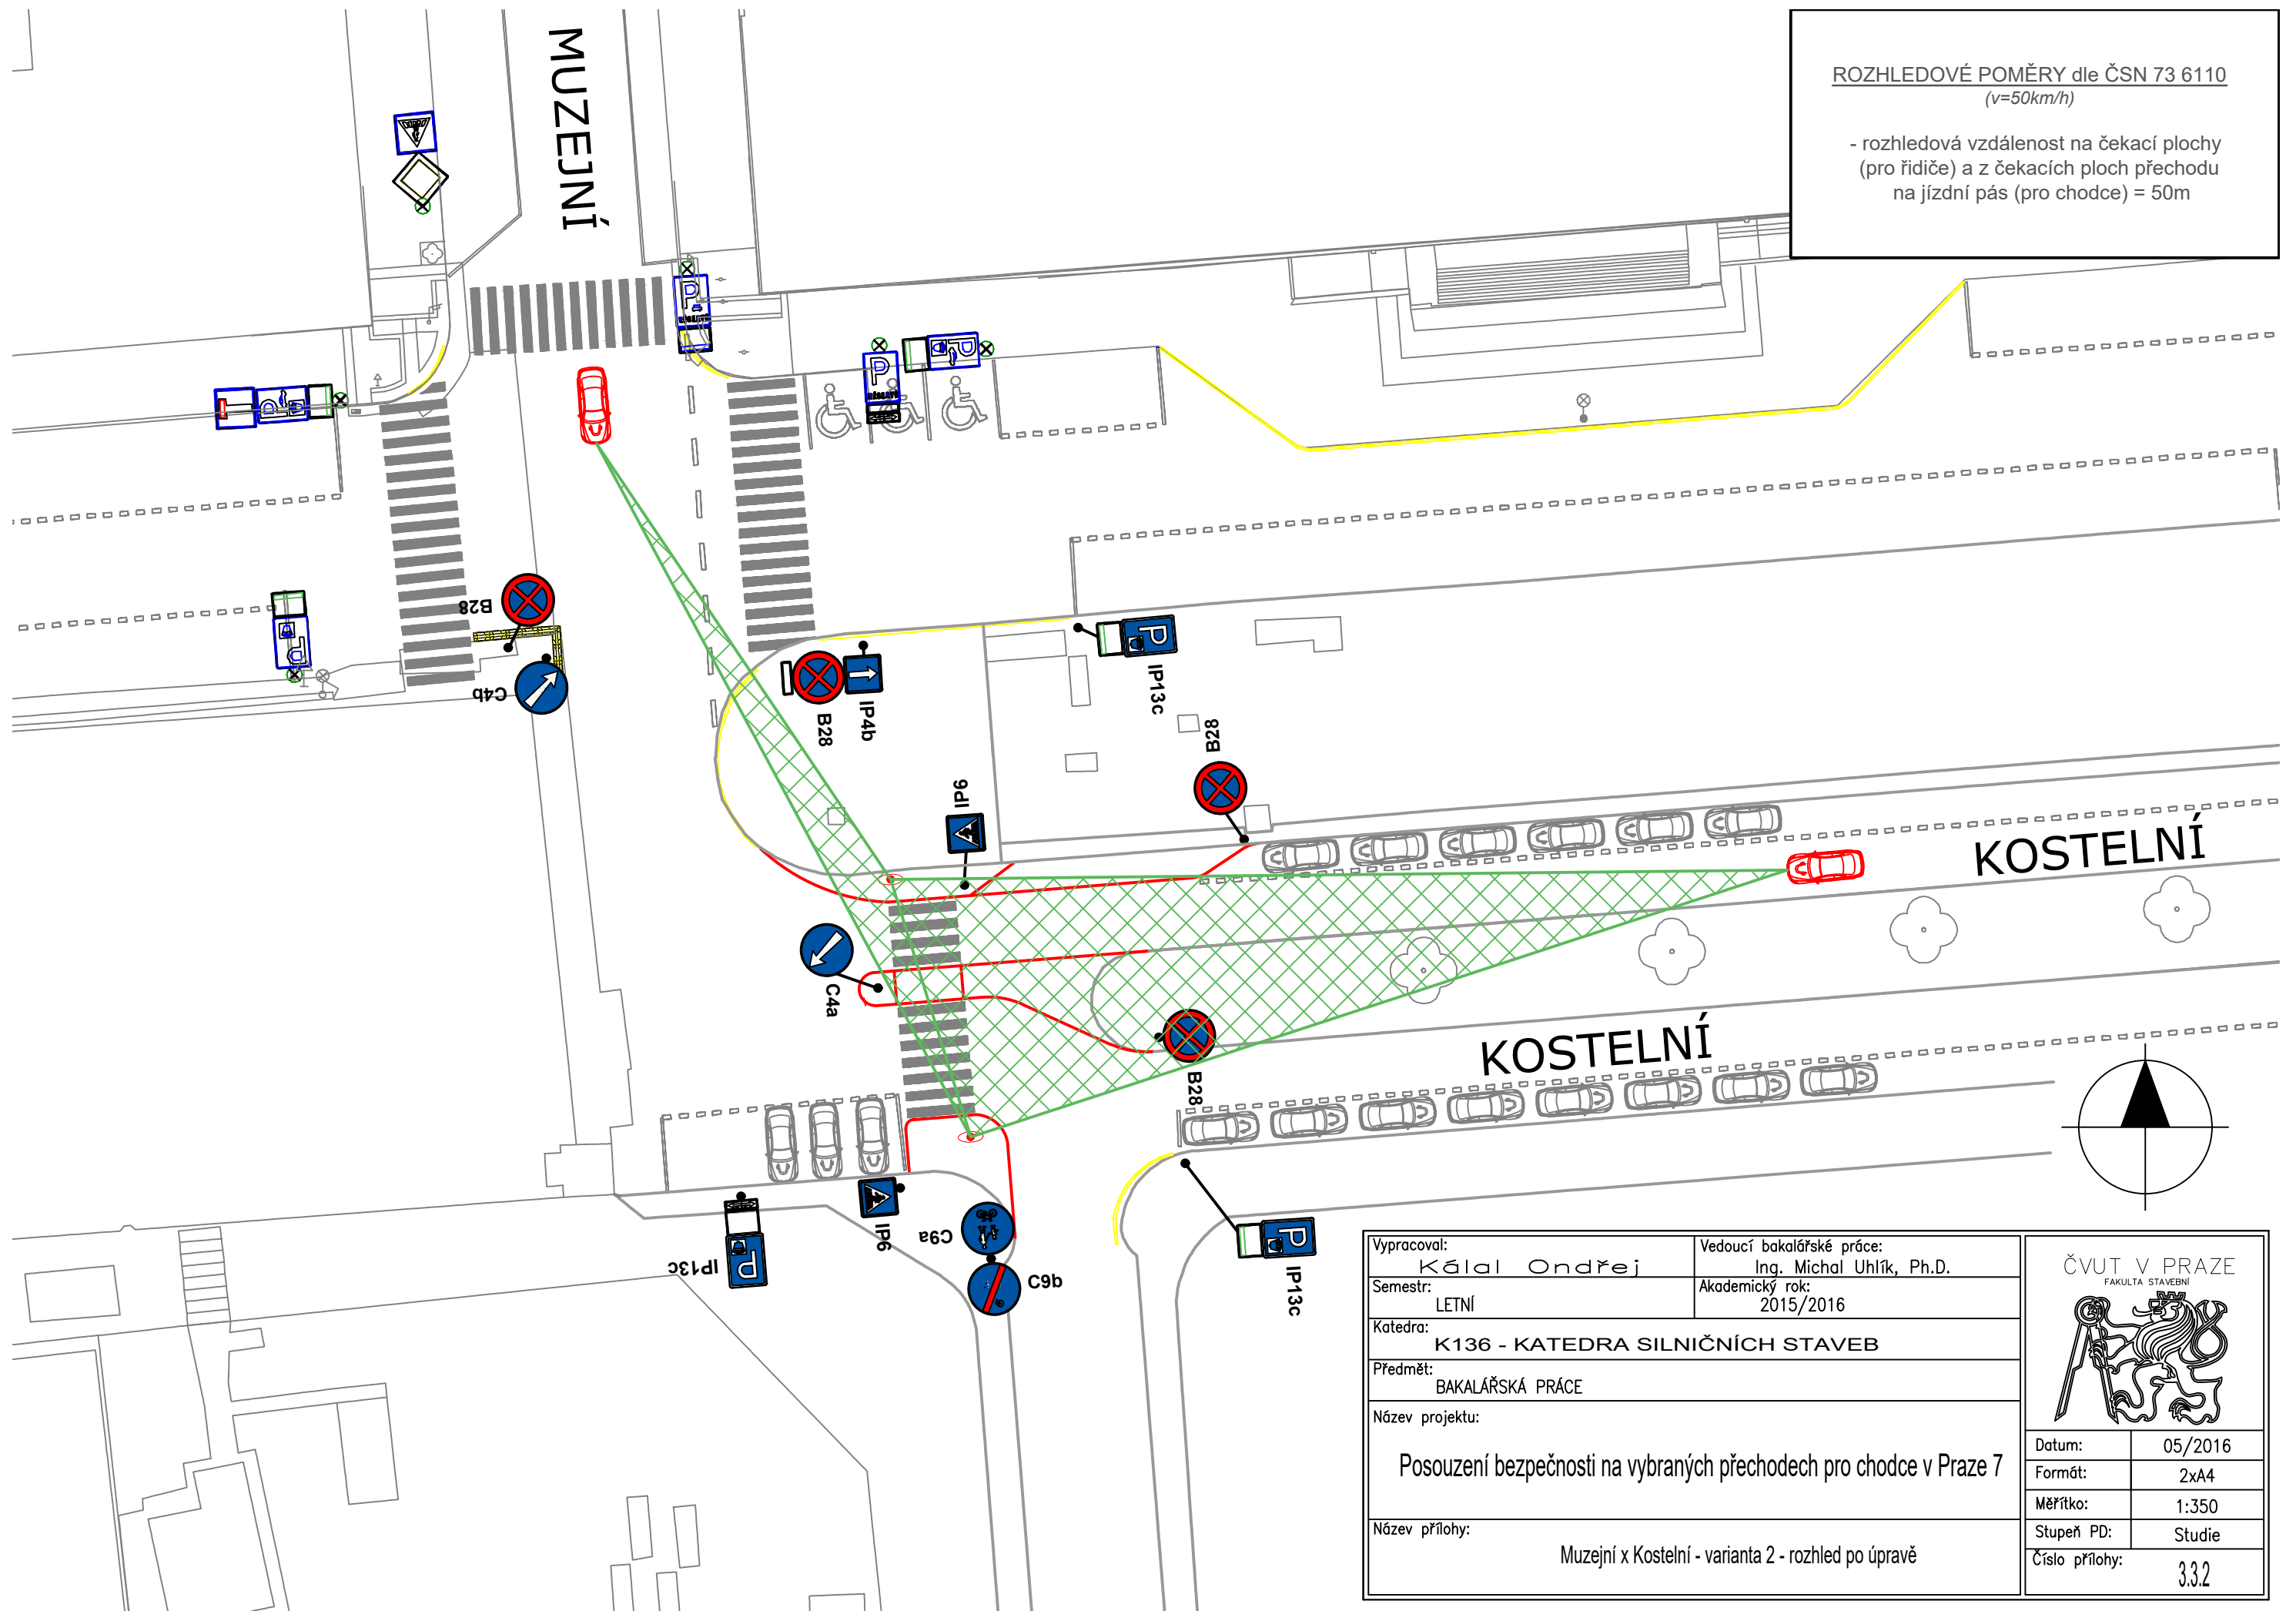 ROZHLEDOVÉ POMĚRY dle ČSN 73 6110
(v=50km/h)
- rozhledová vzdálenost na čekací plochy
(pro řidiče) a z čekacích ploch přechodu
na jízdní pás (pro chodce) = 50m
MUZEJNÍ
P
P
P
B28
C4b
B28
IP4b
P
IP13c
B28
IP6
KOSTELNÍ
C4a
KOSTELNÍ
B28
IP6
C9a
C9b
P
IP13c
P
IP13c
Vypracoval:
Kálal Ondřej
Vedoucí bakalářské práce:
Ing. Michal Uhlík, Ph.D.
Semestr:
LETNÍ
Akademický rok:
2015/2016
Katedra:
K136 - KATEDRA SILNIČNÍCH STAVEB
Předmět:
BAKALÁŘSKÁ PRÁCE
Název projektu:
Posouzení bezpečnosti na vybraných přechodech pro chodce v Praze 7
Název přílohy:
Muzejní x Kostelní - varianta 2 - rozhled po úpravě
ČVUT V PRAZE
FAKULTA STAVEBNÍ
Datum:
05/2016
Formát:
2xA4
Měřítko:
1:350
Stupeň PD:
Studie
Číslo přílohy:
3.3.2